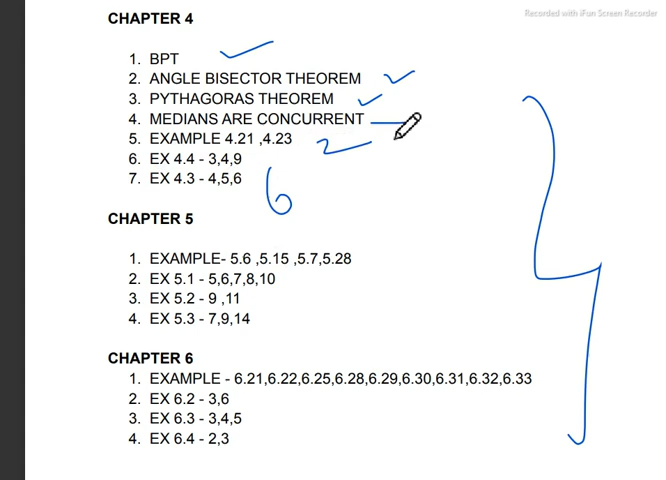 Recorded with iFun Screen Recorder
CHAPTER 4
1. BPT
2. ANGLE BISECTOR THEOREM
3. PYTHAGORAS THEOREM
4. MEDIANS ARE CONCURRENT
5. EXAMPLE 4.21 ,4.23
6. EX 4.4 - 3,4,9
7. EX 4.3 - 4,5,6
6
CHAPTER 5
1. EXAMPLE- 5.6 ,5.15 ,5.7,5.28
2. EX 5.1 - 5,6,7,8,10
3. EX 5.2 - 9 ,11
4. EX 5.3 - 7,9,14
CHAPTER 6
1. EXAMPLE - 6.21,6.22,6.25,6.28,6.29,6.30,6.31,6.32,6.33
2. EX 6.2 - 3,6
3. EX 6.3 - 3,4,5
4. EX 6.4 - 2,3